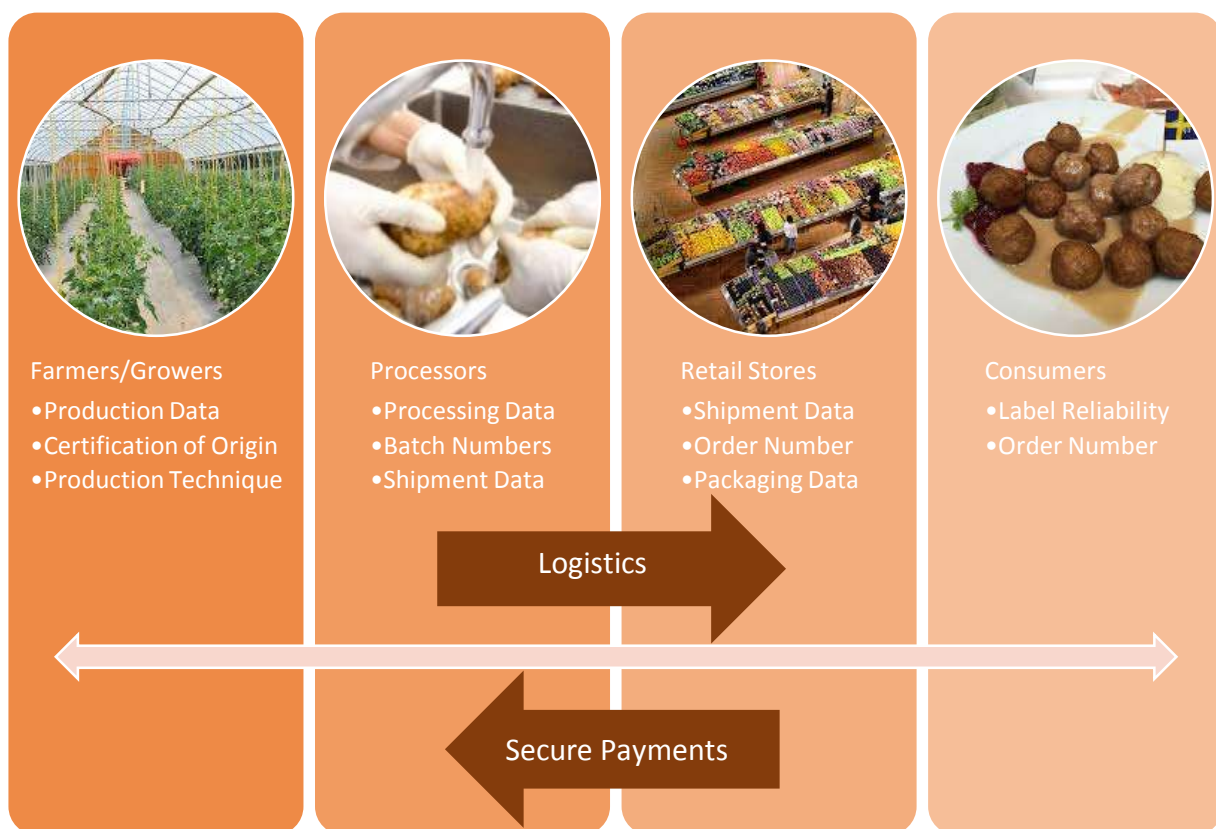 Farmers/Growers
•Production Data
•Certification of Origin
•Production Technique
Processors
•Processing Data
•Batch Numbers
•Shipment Data
Retail Stores
•Shipment Data
•Order Number
•Packaging Data
Consumers
•Label Reliability
•Order Number
Logistics
Secure Payments